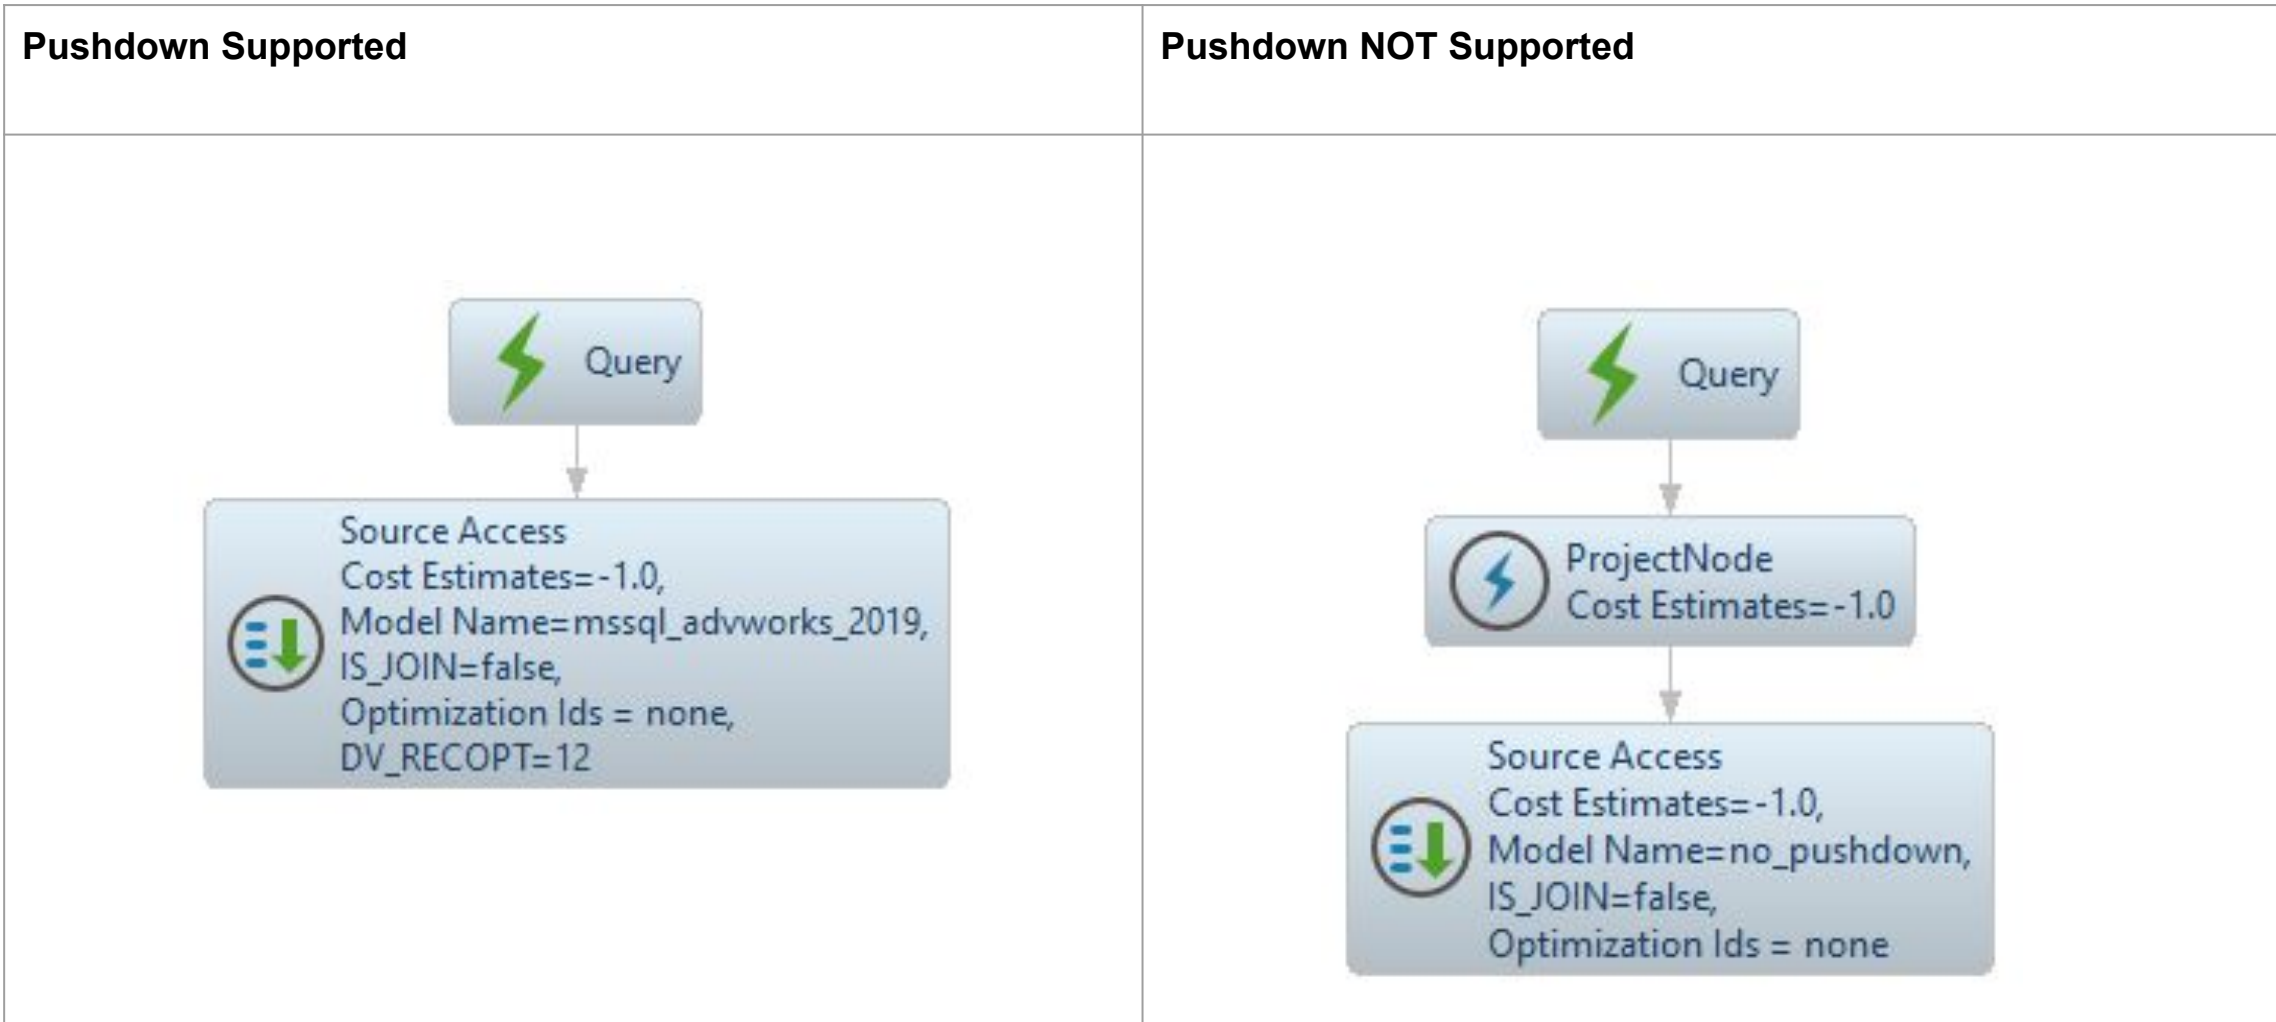 Pushdown Supported
Pushdown NOT Supported
Query
Source Access
Cost Estimates=-1.0,
Model Name=mssql_advworks_2019,
IS_JOIN=false,
Optimization Ids = none,
DV_RECOPT=12
Query
ProjectNode
Cost Estimates=-1.0
Source Access
Cost Estimates=-1.0,
Model Name=no_pushdown,
IS_JOIN=false,
Optimization Ids = none